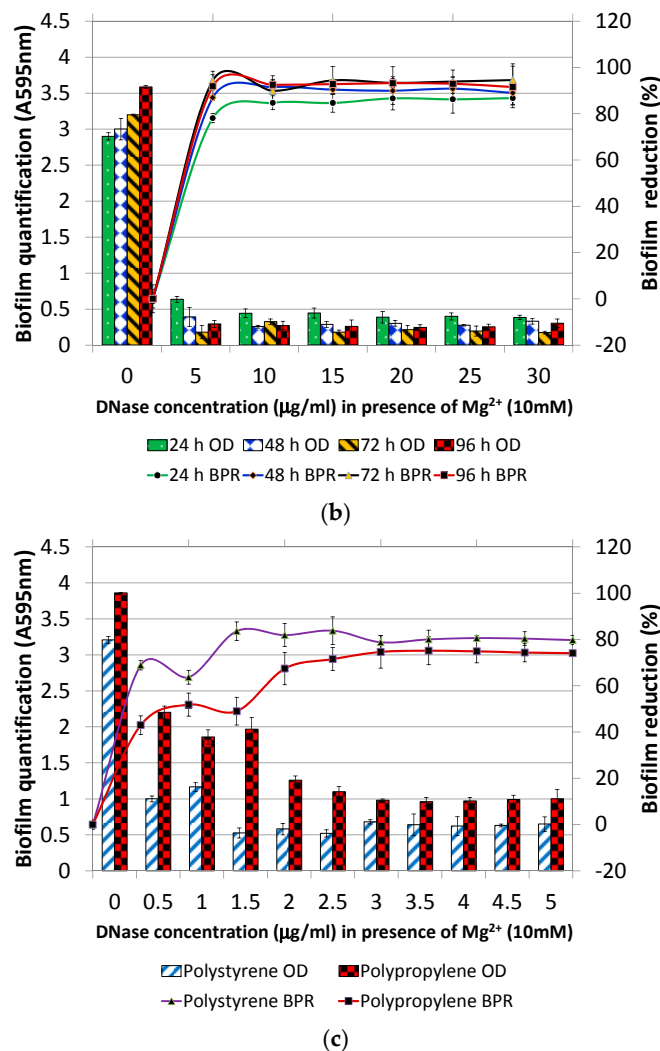 4.5
4
3.5
3
2.5
2
1.5
1
0.5
0
Biofilm quantification (A595nm)
120
100
80
60
40
20
0
-20
Biofilm reduction (%)
0 5 10 15 20 25 30
DNase concentration (µg/ml) in presence of Mg²⁺ (10mM)
24 h OD 48 h OD 72 h OD 96 h OD
24 h BPR 48 h BPR 72 h BPR 96 h BPR
(b)
4.5
4
3.5
3
2.5
2
1.5
1
0.5
0
Biofilm quantification (A595nm)
120
100
80
60
40
20
0
-20
Biofilm reduction (%)
0 0.5 1 1.5 2 2.5 3 3.5 4 4.5 5
DNase concentration (µg/ml) in presence of Mg²⁺ (10mM)
Polystyrene OD Polypropylene OD
Polystyrene BPR Polypropylene BPR
(c)